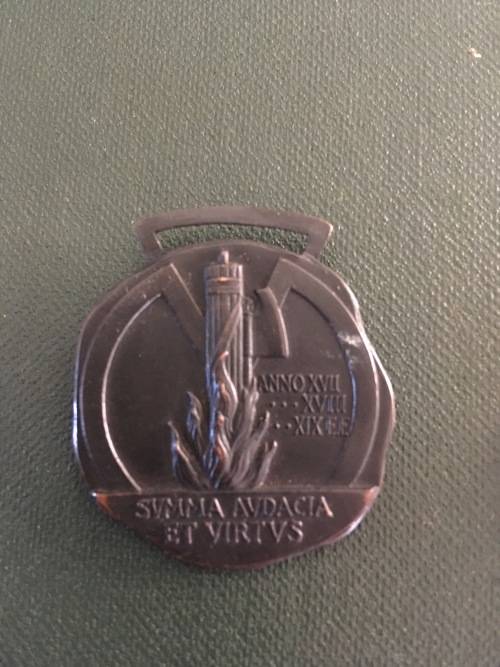 ANNO XVII
... XVIII
.. XIX E.F.
SVMMA AVDACIA
ET VIRTVS